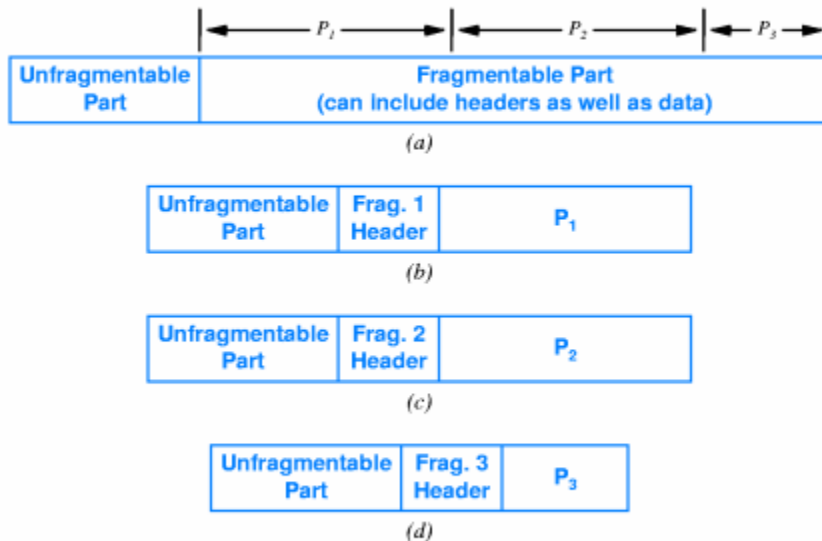 P₁ P₂ P₃
Unfragmentable Part
Fragmentable Part
(can include headers as well as data)
(a)
Unfragmentable Part
Frag. 1 Header
P₁
(b)
Unfragmentable Part
Frag. 2 Header
P₂
(c)
Unfragmentable Part
Frag. 3 Header
P₃
(d)